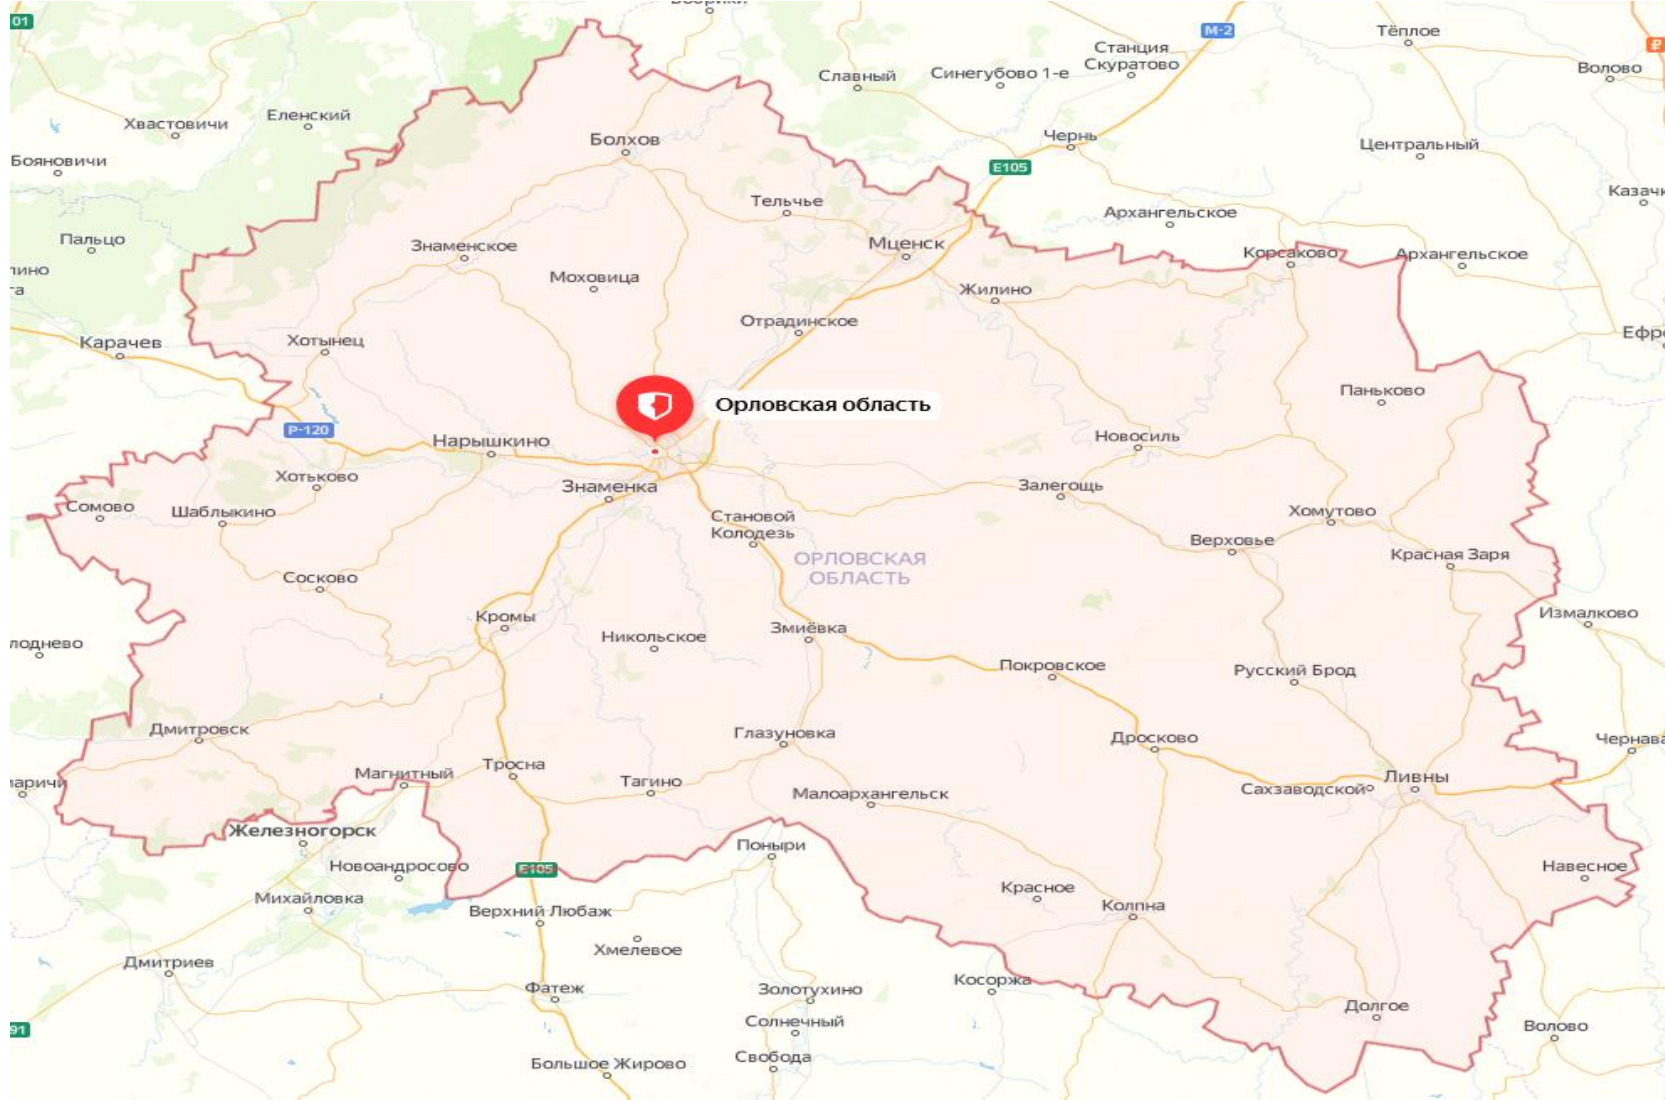 01
М-2
Тёплое
Станция
Скуратово
Славный
Синегубово 1-е
Волово
Хвастовичи
Еленский
Болхов
Чернь
Центральный
Бояновичи
E105
Тельчье
Архангельское
Пальцо
Знаменское
Мценск
Корсаково
Архангельское
Моховица
Жилино
Отрадинское
Карачев
Хотынец
Орловская область
Паньково
Р-120
Нарышкино
Новосиль
Хотьково
Знаменка
Залегощь
Сомово
Шаблыкино
Становой
Колодезь
Хомутово
Верховье
Красная Заря
ОРЛОВСКАЯ
ОБЛАСТЬ
Сосково
Кромы
Змиёвка
Измалково
Никольское
Покровское
Русский Брод
Дмитровск
Глазуновка
Дросково
Тросна
Магнитный
Тагино
Ливны
Сахзаводской
Малоархангельск
Железногорск
Поныри
Новоандросово
E105
Навесное
Красное
Михайловка
Верхний Любаж
Колпна
Хмелевое
Дмитриев
Фатеж
Золотухино
Косоржа
Долгое
Солнечный
Волово
91
Свобода
Большое Жирово